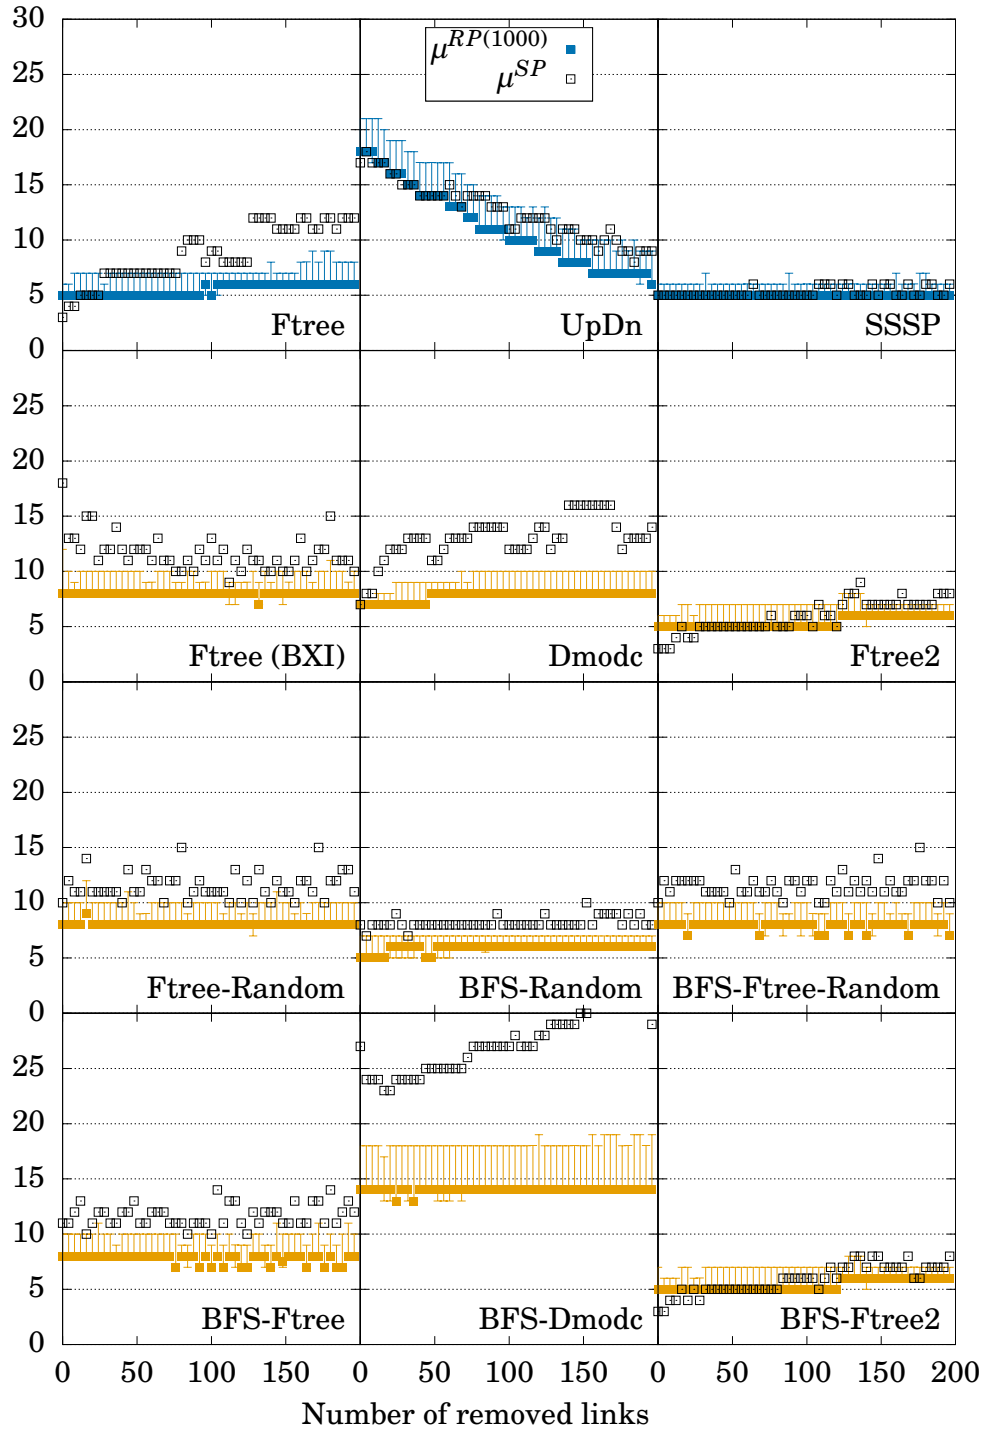 30
25
20
15
10
5
0
μ^RP(1000)
μ^SP
Ftree
UpDn
SSSP
25
20
15
10
5
0
Ftree (BXI)
Dmodc
Ftree2
25
20
15
10
5
0
Ftree-Random
BFS-Random
BFS-Ftree-Random
25
20
15
10
5
0
BFS-Ftree
BFS-Dmodc
BFS-Ftree2
0 50 100 150 0 50 100 150 0 50 100 150 200
Number of removed links